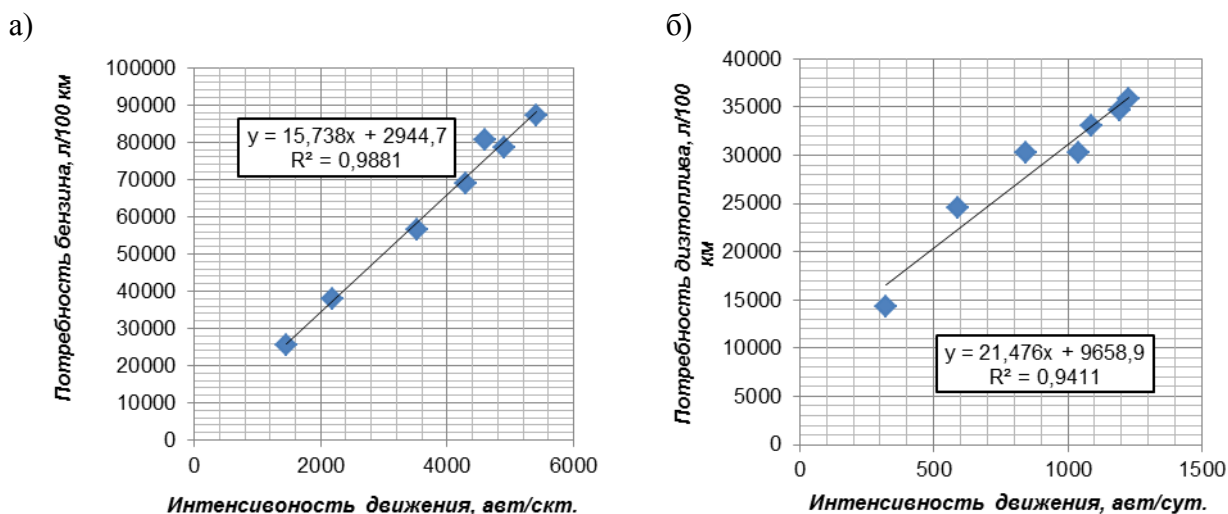 а)
Потребность бензина, л/100 км
100000
90000
80000
70000
60000
50000
40000
30000
20000
10000
0
y = 15,738x + 2944,7
R² = 0,9881
0 2000 4000 6000
Интенсивоность движения, авт/скт.
б)
Потребность дизтоплива, л/100
км
40000
35000
30000
25000
20000
15000
10000
5000
0
y = 21,476x + 9658,9
R² = 0,9411
0 500 1000 1500
Интенсивность движения, авт/сут.